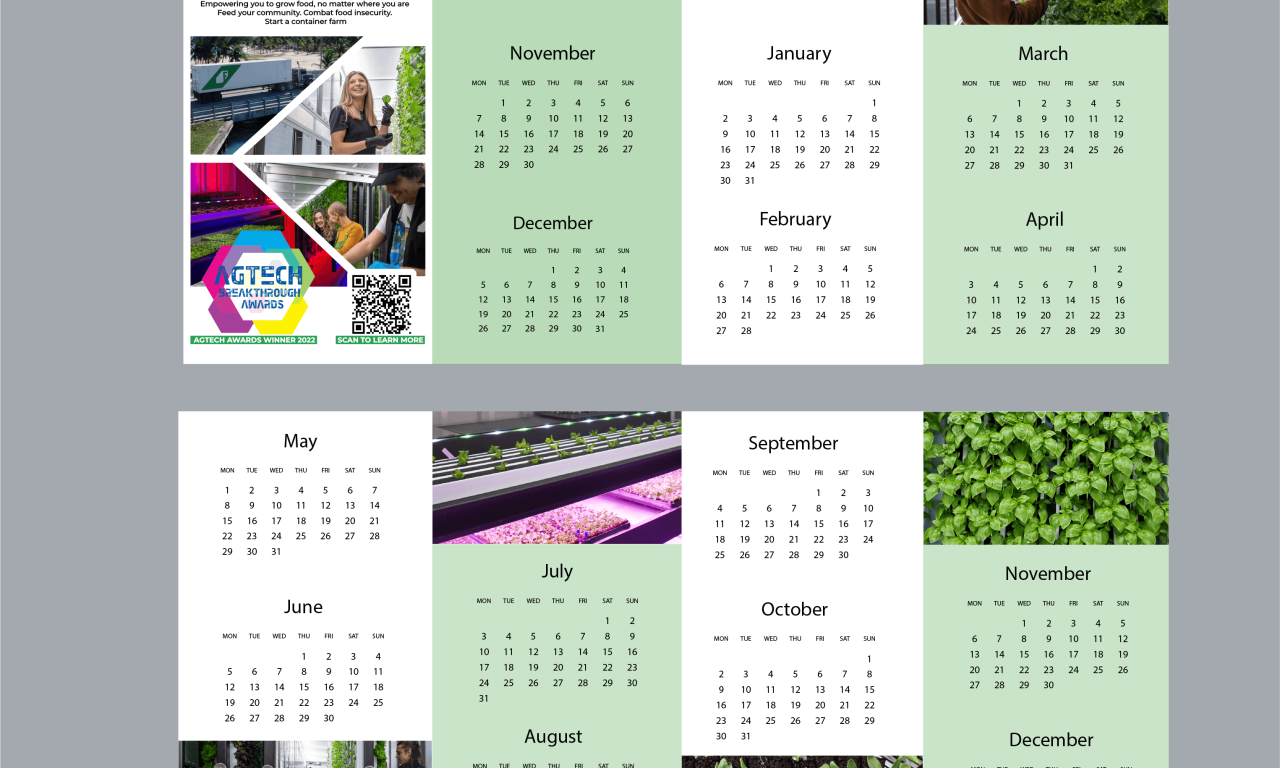 Empowering you to grow food, no matter where you are
Feed your community. Combat food insecurity.
Start a container farm
AGTECH
BREAKTHROUGH
AWARDS
AGTECH AWARDS WINNER 2022
SCAN TO LEARN MORE
November
MON TUE WED THU FRI SAT SUN
1 2 3 4 5 6
7 8 9 10 11 12 13
14 15 16 17 18 19 20
21 22 23 24 25 26 27
28 29 30
December
MON TUE WED THU FRI SAT SUN
1 2 3 4
5 6 7 8 9 10 11
12 13 14 15 16 17 18
19 20 21 22 23 24 25
26 27 28 29 30 31
January
MON TUE WED THU FRI SAT SUN
1
2 3 4 5 6 7 8
9 10 11 12 13 14 15
16 17 18 19 20 21 22
23 24 25 26 27 28 29
30 31
February
MON TUE WED THU FRI SAT SUN
1 2 3 4 5
6 7 8 9 10 11 12
13 14 15 16 17 18 19
20 21 22 23 24 25 26
27 28
March
MON TUE WED THU FRI SAT SUN
1 2 3 4 5
6 7 8 9 10 11 12
13 14 15 16 17 18 19
20 21 22 23 24 25 26
27 28 29 30 31
April
MON TUE WED THU FRI SAT SUN
1 2
3 4 5 6 7 8 9
10 11 12 13 14 15 16
17 18 19 20 21 22 23
24 25 26 27 28 29 30
May
MON TUE WED THU FRI SAT SUN
1 2 3 4 5 6 7
8 9 10 11 12 13 14
15 16 17 18 19 20 21
22 23 24 25 26 27 28
29 30 31
June
MON TUE WED THU FRI SAT SUN
1 2 3 4
5 6 7 8 9 10 11
12 13 14 15 16 17 18
19 20 21 22 23 24 25
26 27 28 29 30
July
MON TUE WED THU FRI SAT SUN
1 2
3 4 5 6 7 8 9
10 11 12 13 14 15 16
17 18 19 20 21 22 23
24 25 26 27 28 29 30
31
August
MON TUE WED THU FRI SAT SUN
September
MON TUE WED THU FRI SAT SUN
1 2 3
4 5 6 7 8 9 10
11 12 13 14 15 16 17
18 19 20 21 22 23 24
25 26 27 28 29 30
October
MON TUE WED THU FRI SAT SUN
1
2 3 4 5 6 7 8
9 10 11 12 13 14 15
16 17 18 19 20 21 22
23 24 25 26 27 28 29
30 31
November
MON TUE WED THU FRI SAT SUN
1 2 3 4 5
6 7 8 9 10 11 12
13 14 15 16 17 18 19
20 21 22 23 24 25 26
27 28 29 30
December